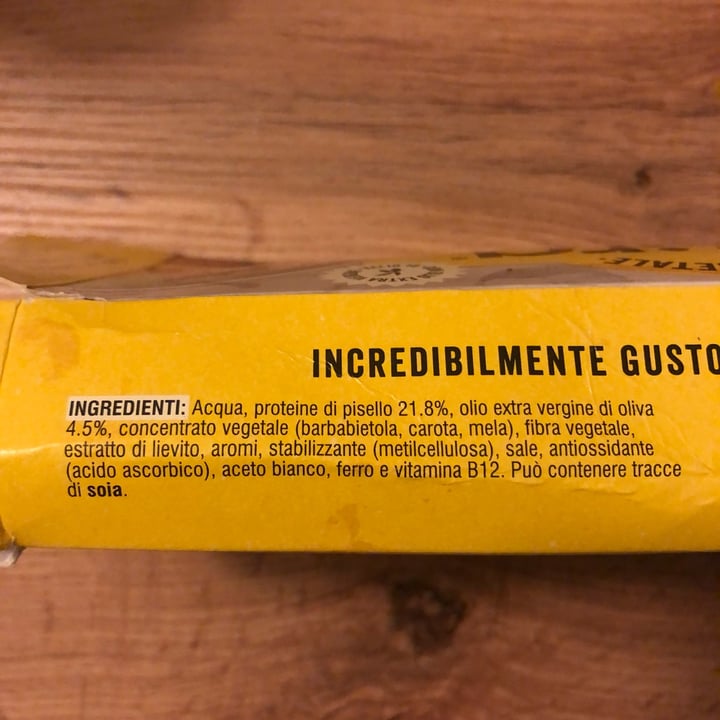 ETALE.
EXTRA
INCREDIBILMENTE GUSTO
INGREDIENTI: Acqua, proteine di pisello 21.8%, olio extra vergine di oliva
4.5%, concentrato vegetale (barbabietola, carota, mela), fibra vegetale,
estratto di lievito, aromi, stabilizzante (metilcellulosa), sale, antiossidante
(acido ascorbico), aceto bianco, ferro e vitamina B12. Può contenere tracce
di soia.